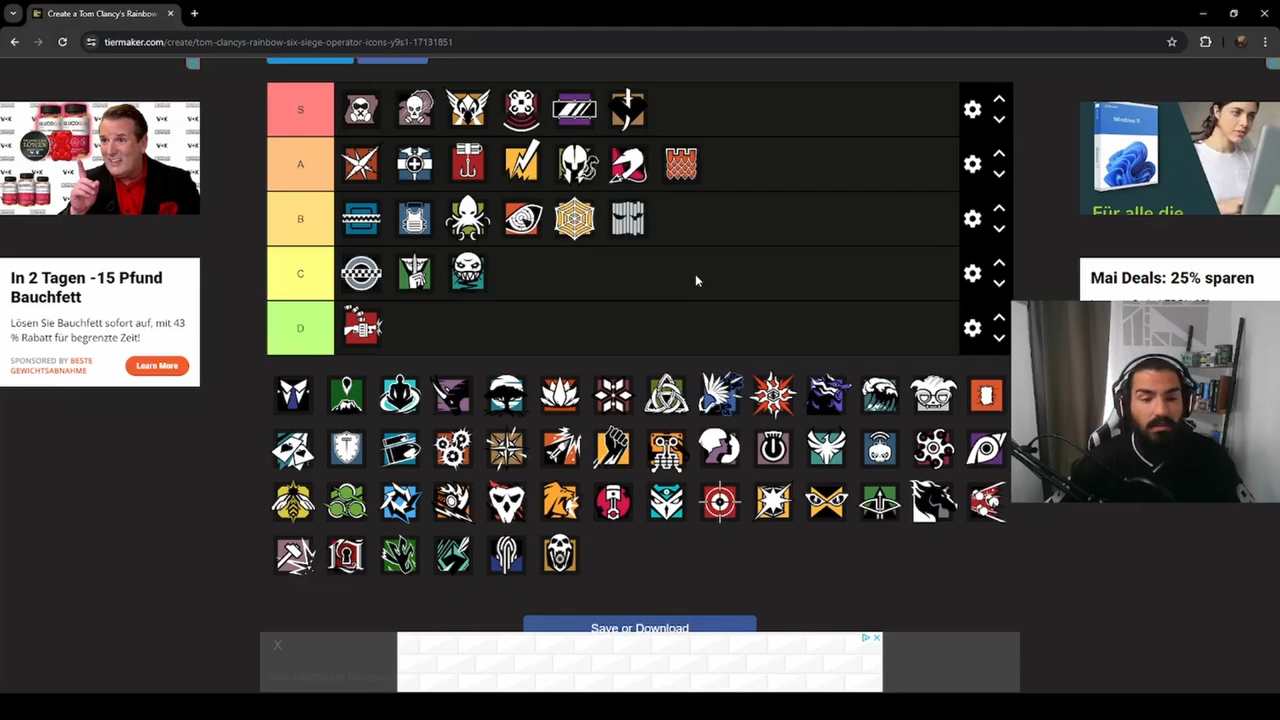 Create a Tom Clancy's Rainbow
tiermaker.com/create/tom-clancys-rainbow-six-siege-operator-icons-y9s1-17131851
S
A
B
C
D
Windows 11
Für alle die
In 2 Tagen -15 Pfund
Bauchfett
Lösen Sie Bauchfett sofort auf, mit 43
% Rabatt für begrenzte Zeit!
SPONSORED BY BESTE
GEWICHTSABNAHME
Learn More
Mai Deals: 25% sparen
Save or Download
X